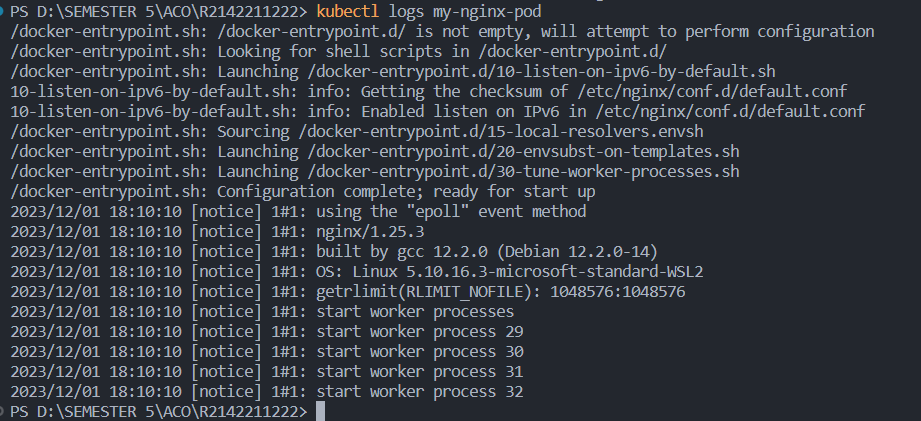 PS D:\SEMESTER 5\ACO\R2142211222> kubectl logs my-nginx-pod
/docker-entrypoint.sh: /docker-entrypoint.d/ is not empty, will attempt to perform configuration
/docker-entrypoint.sh: Looking for shell scripts in /docker-entrypoint.d/
/docker-entrypoint.sh: Launching /docker-entrypoint.d/10-listen-on-ipv6-by-default.sh
10-listen-on-ipv6-by-default.sh: info: Getting the checksum of /etc/nginx/conf.d/default.conf
10-listen-on-ipv6-by-default.sh: info: Enabled listen on IPv6 in /etc/nginx/conf.d/default.conf
/docker-entrypoint.sh: Sourcing /docker-entrypoint.d/15-local-resolvers.envsh
/docker-entrypoint.sh: Launching /docker-entrypoint.d/20-envsubst-on-templates.sh
/docker-entrypoint.sh: Launching /docker-entrypoint.d/30-tune-worker-processes.sh
/docker-entrypoint.sh: Configuration complete; ready for start up
2023/12/01 18:10:10 [notice] 1#1: using the "epoll" event method
2023/12/01 18:10:10 [notice] 1#1: nginx/1.25.3
2023/12/01 18:10:10 [notice] 1#1: built by gcc 12.2.0 (Debian 12.2.0-14)
2023/12/01 18:10:10 [notice] 1#1: OS: Linux 5.10.16.3-microsoft-standard-WSL2
2023/12/01 18:10:10 [notice] 1#1: getrlimit(RLIMIT_NOFILE): 1048576:1048576
2023/12/01 18:10:10 [notice] 1#1: start worker processes
2023/12/01 18:10:10 [notice] 1#1: start worker process 29
2023/12/01 18:10:10 [notice] 1#1: start worker process 30
2023/12/01 18:10:10 [notice] 1#1: start worker process 31
2023/12/01 18:10:10 [notice] 1#1: start worker process 32
PS D:\SEMESTER 5\ACO\R2142211222>